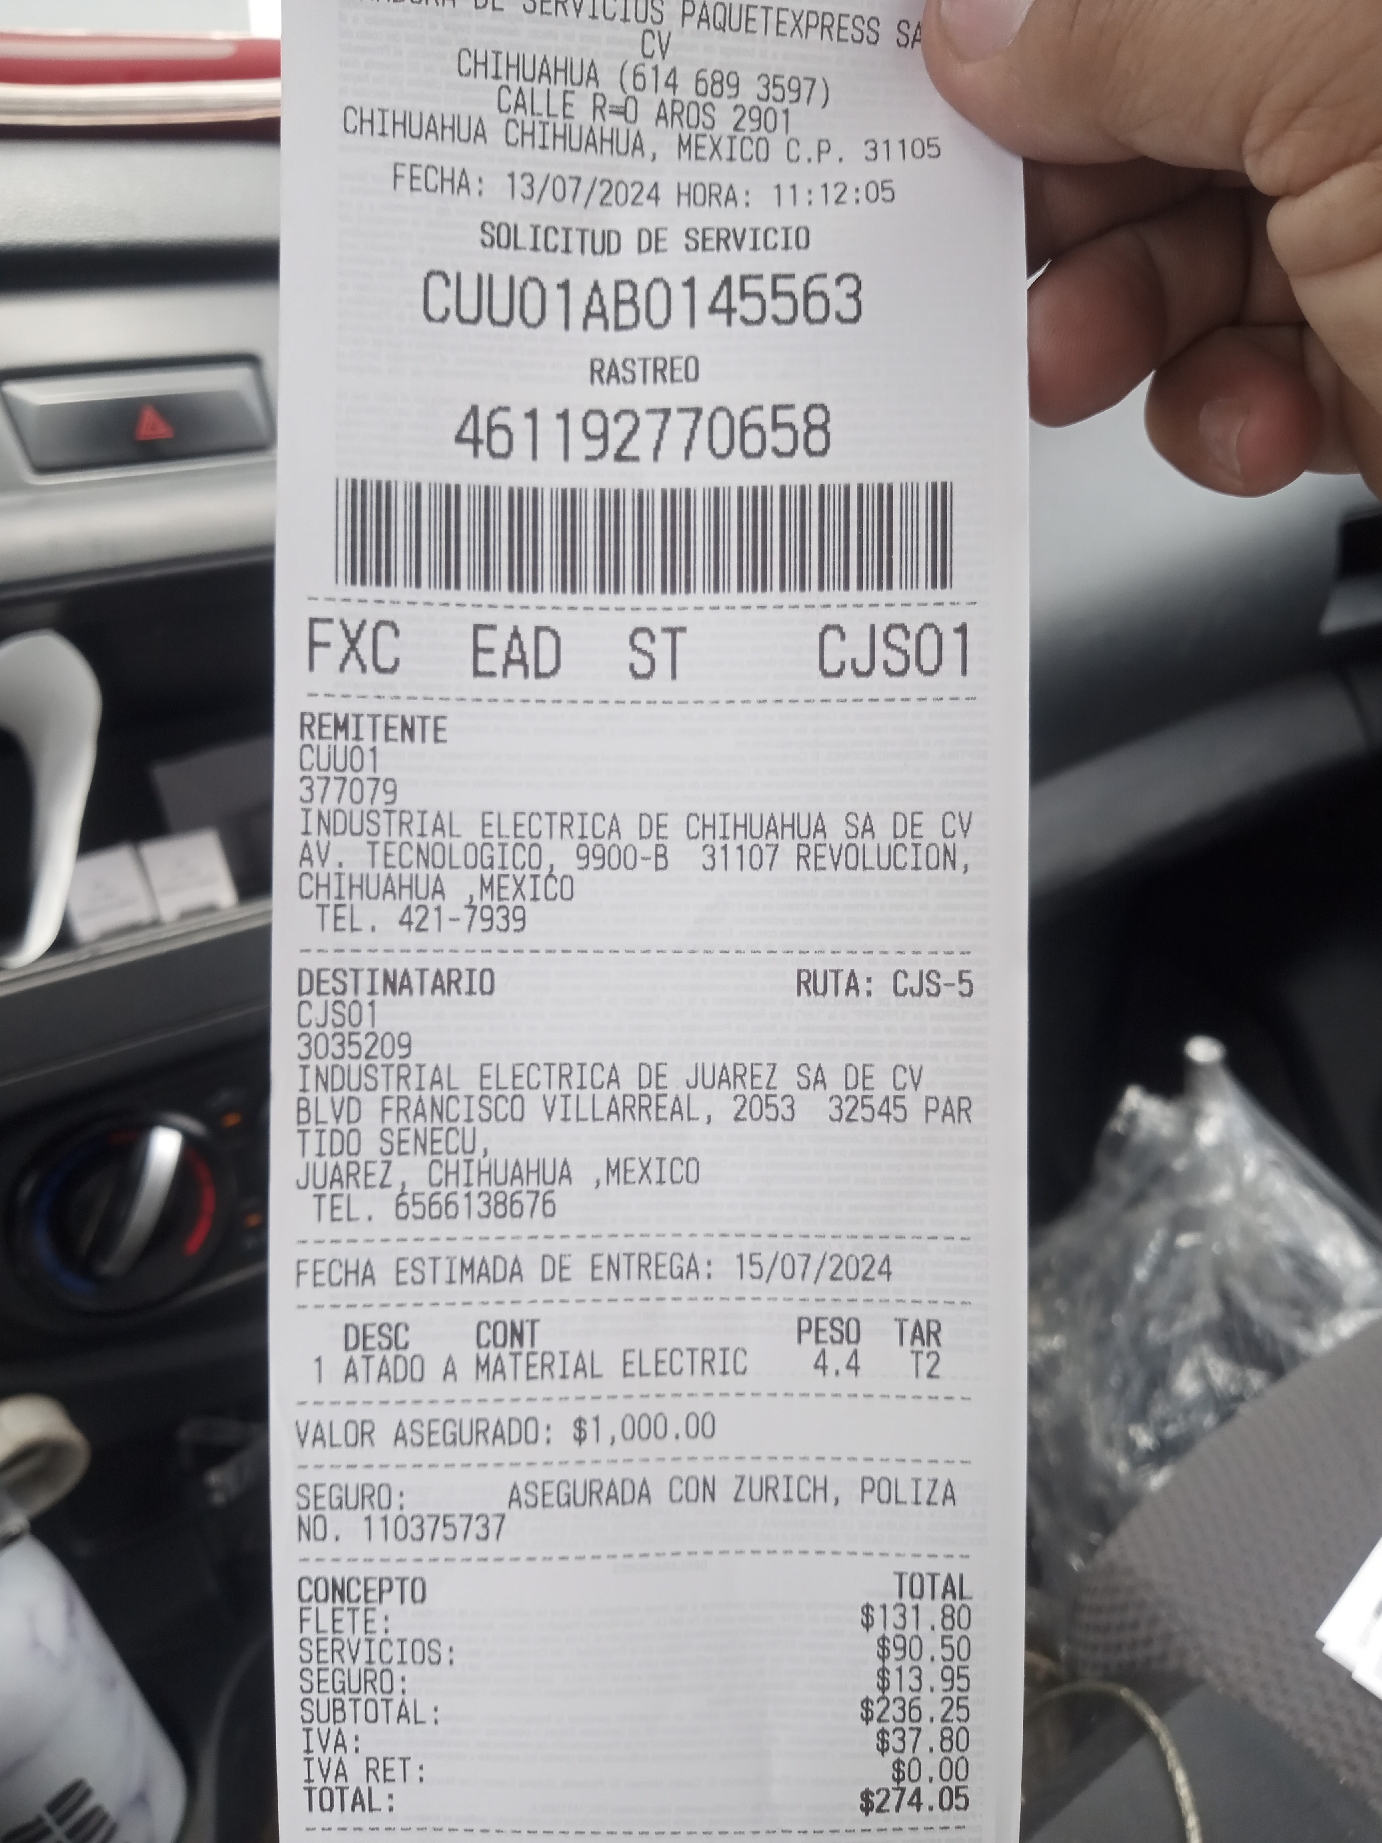 DE SERVICIOS PAQUETEXPRESS SA
CV
CHIHUAHUA (614 689 3597)
CALLE R=O AROS 2901
CHIHUAHUA CHIHUAHUA, MEXICO C.P. 31105
FECHA: 13/07/2024 HORA: 11:12:05
SOLICITUD DE SERVICIO
CUU01AB0145563
RASTREO
461192770658
FXC EAD ST CJS01
REMITENTE
CUU01
377079
INDUSTRIAL ELECTRICA DE CHIHUAHUA SA DE CV
AV. TECNOLOGICO, 9900-B 31107 REVOLUCION,
CHIHUAHUA ,MEXICO
TEL. 421-7939
DESTINATARIO RUTA: CJS-5
CJS01
3035209
INDUSTRIAL ELECTRICA DE JUAREZ SA DE CV
BLVD FRANCISCO VILLARREAL, 2053 32545 PAR
TIDO SENECU,
JUAREZ, CHIHUAHUA ,MEXICO
TEL. 6566138676
FECHA ESTIMADA DE ENTREGA: 15/07/2024
DESC CONT PESO TAR
1 ATADO A MATERIAL ELECTRIC 4.4 T2
VALOR ASEGURADO: $1,000.00
SEGURO: ASEGURADA CON ZURICH, POLIZA
NO. 110375737
CONCEPTO TOTAL
FLETE: $131.80
SERVICIOS: $90.50
SEGURO: $13.95
SUBTOTAL: $236.25
IVA: $37.80
IVA RET: $0.00
TOTAL: $274.05